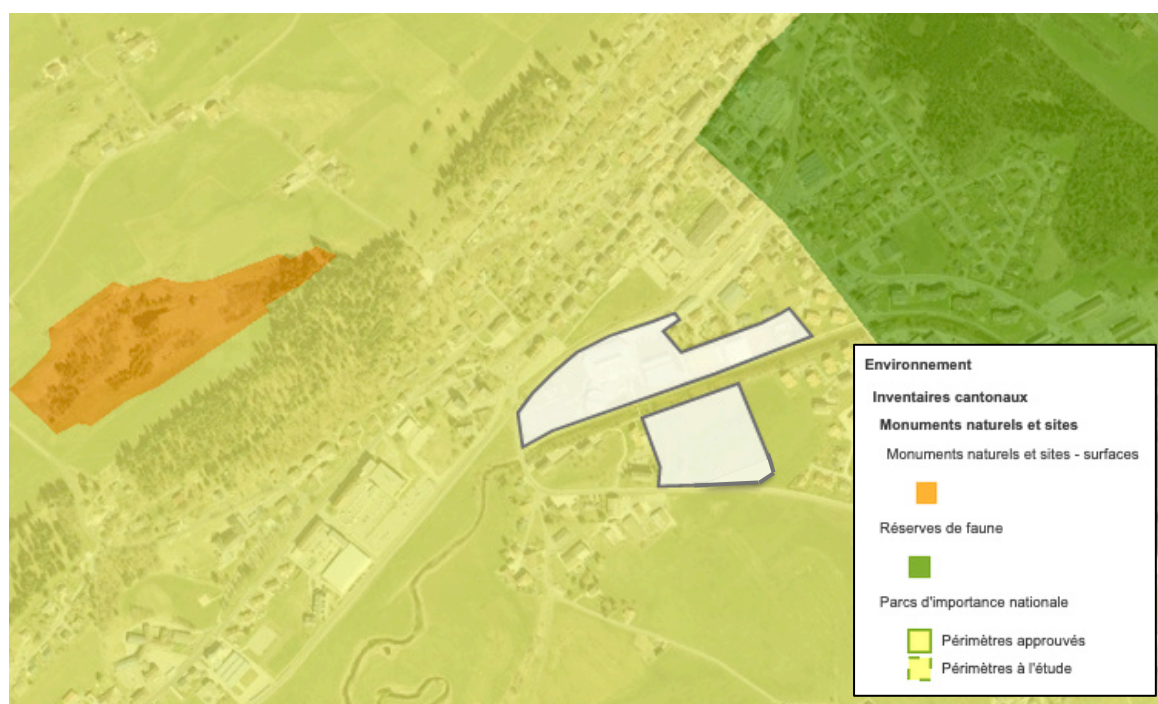 Environnement
Inventaires cantonaux
Monuments naturels et sites
Monuments naturels et sites - surfaces
Réserves de faune
Parcs d'importance nationale
Périmètres approuvés
Périmètres à l'étude